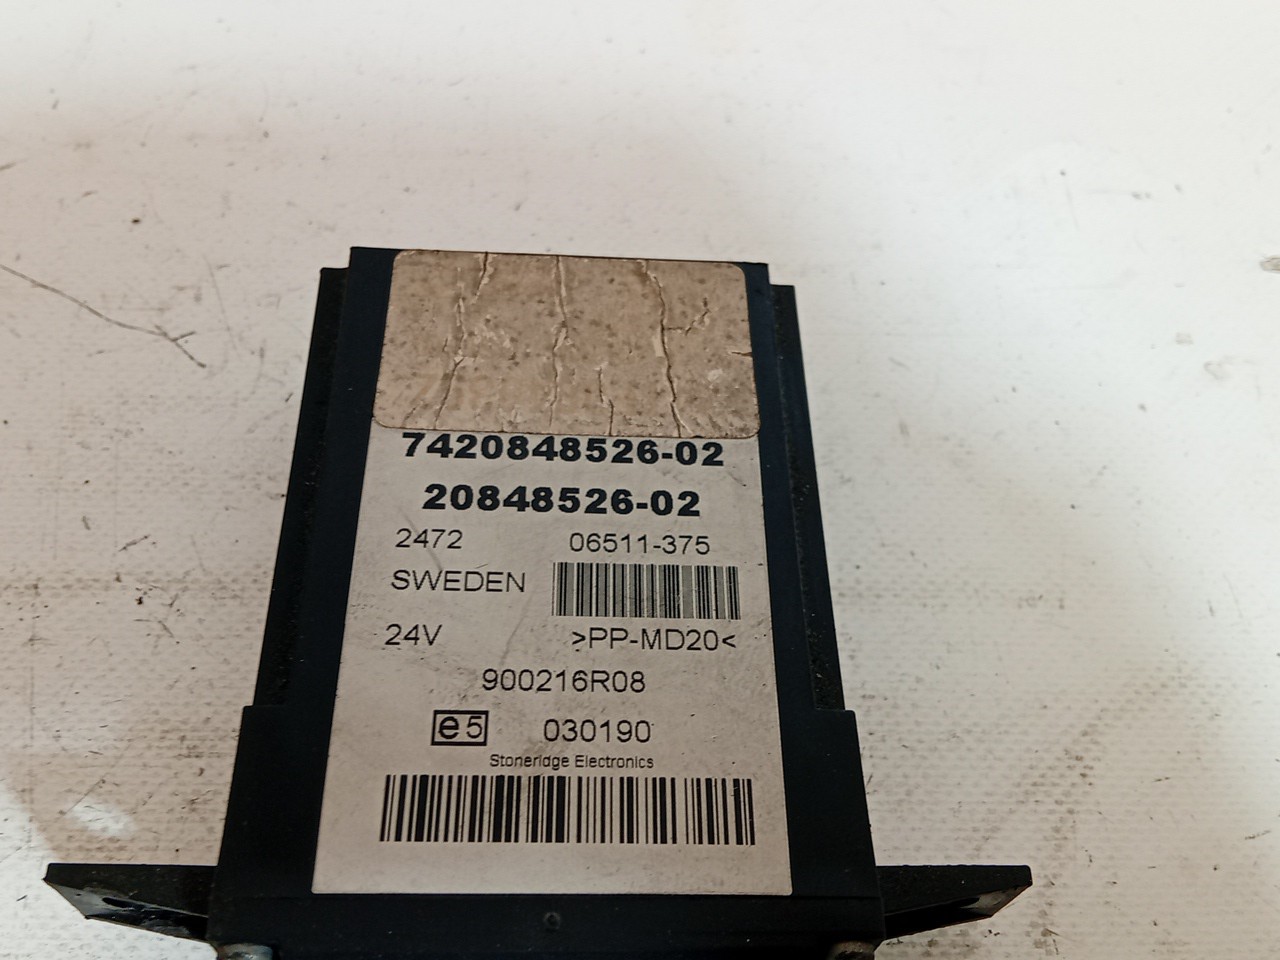 7420848526-02
20848526-02
2472 06511-375
SWEDEN
24V >PP-MD20<
900216R08
e5 030190
Stoneridge Electronics